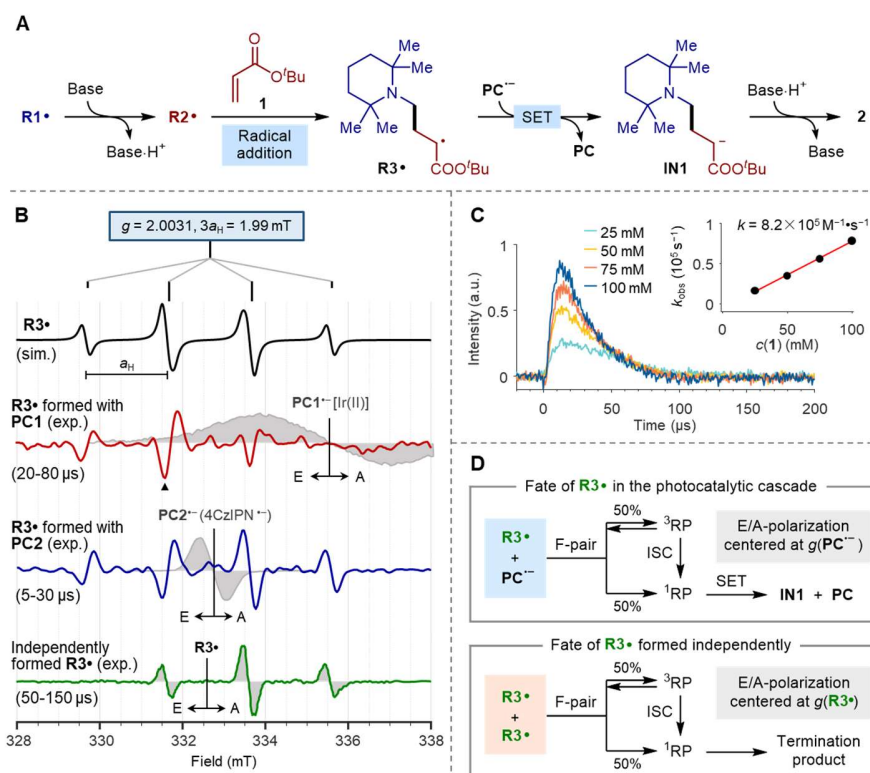 A
Base
Base·H⁺
R1•
R2•
O
OᵗBu
1
Radical
addition
Me
Me
N
Me
Me
COOᵗBu
R3•
PC•−
SET
PC
Me
Me
N
Me
Me
−
COOᵗBu
IN1
Base·H⁺
Base
2
B
g = 2.0031, 3aH = 1.99 mT
R3•
(sim.)
aH
R3• formed with
PC1 (exp.)
(20-80 µs)
PC1•−[Ir(II)]
E A
R3• formed with
PC2 (exp.)
(5-30 µs)
PC2•−(4CzIPN •−)
E A
Independently
formed R3• (exp.)
(50-150 µs)
R3•
E A
328 330 332 334 336 338
Field (mT)
C
Intensity (a.u.)
1
0.5
0
25 mM
50 mM
75 mM
100 mM
0 50 100 150 200
Time (µs)
k = 8.2×10⁵ M⁻¹•s⁻¹
kobs (10⁵ s⁻¹)
1
0.5
0
0 50 100
c(1) (mM)
D
Fate of R3• in the photocatalytic cascade
R3•
+
PC•−
F-pair
50%
³RP
ISC
50%
¹RP
E/A-polarization
centered at g(PC•−)
SET
IN1 + PC
Fate of R3• formed independently
R3•
+
R3•
F-pair
50%
³RP
ISC
50%
¹RP
E/A-polarization
centered at g(R3•)
Termination
product